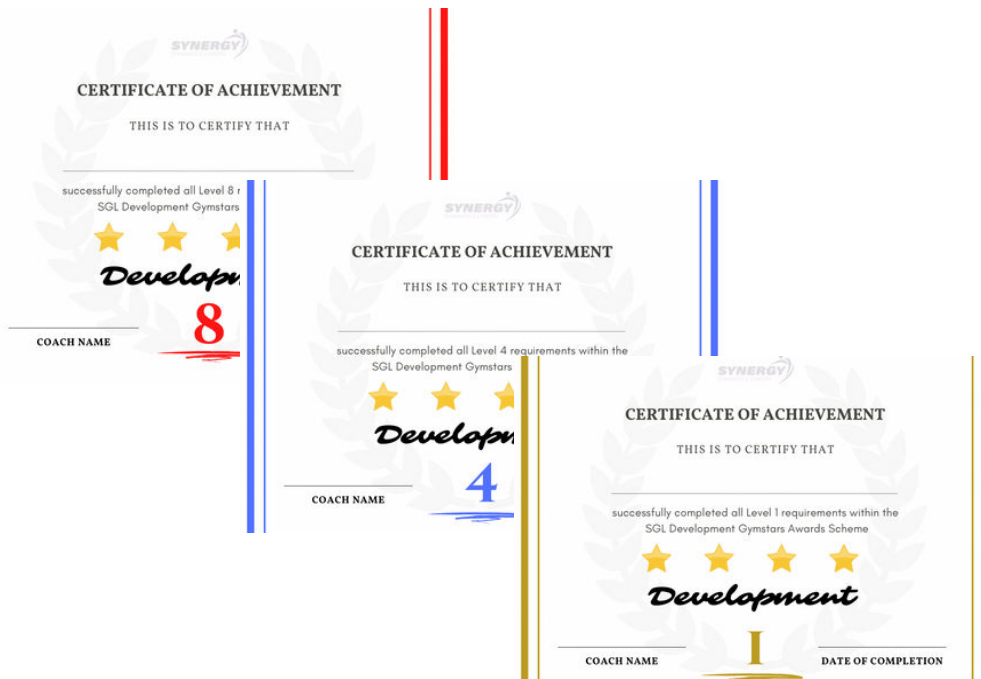 SYNERGY
CERTIFICATE OF ACHIEVEMENT
THIS IS TO CERTIFY THAT
successfully completed all Level 8 r
SGL Development Gymstars
Developm
8
COACH NAME
SYNERGY
CERTIFICATE OF ACHIEVEMENT
THIS IS TO CERTIFY THAT
successfully completed all Level 4 requirements within the
SGL Development Gymstars
Developm
4
COACH NAME
SYNERGY
CERTIFICATE OF ACHIEVEMENT
THIS IS TO CERTIFY THAT
successfully completed all Level 1 requirements within the
SGL Development Gymstars Awards Scheme
Development
1
COACH NAME
DATE OF COMPLETION